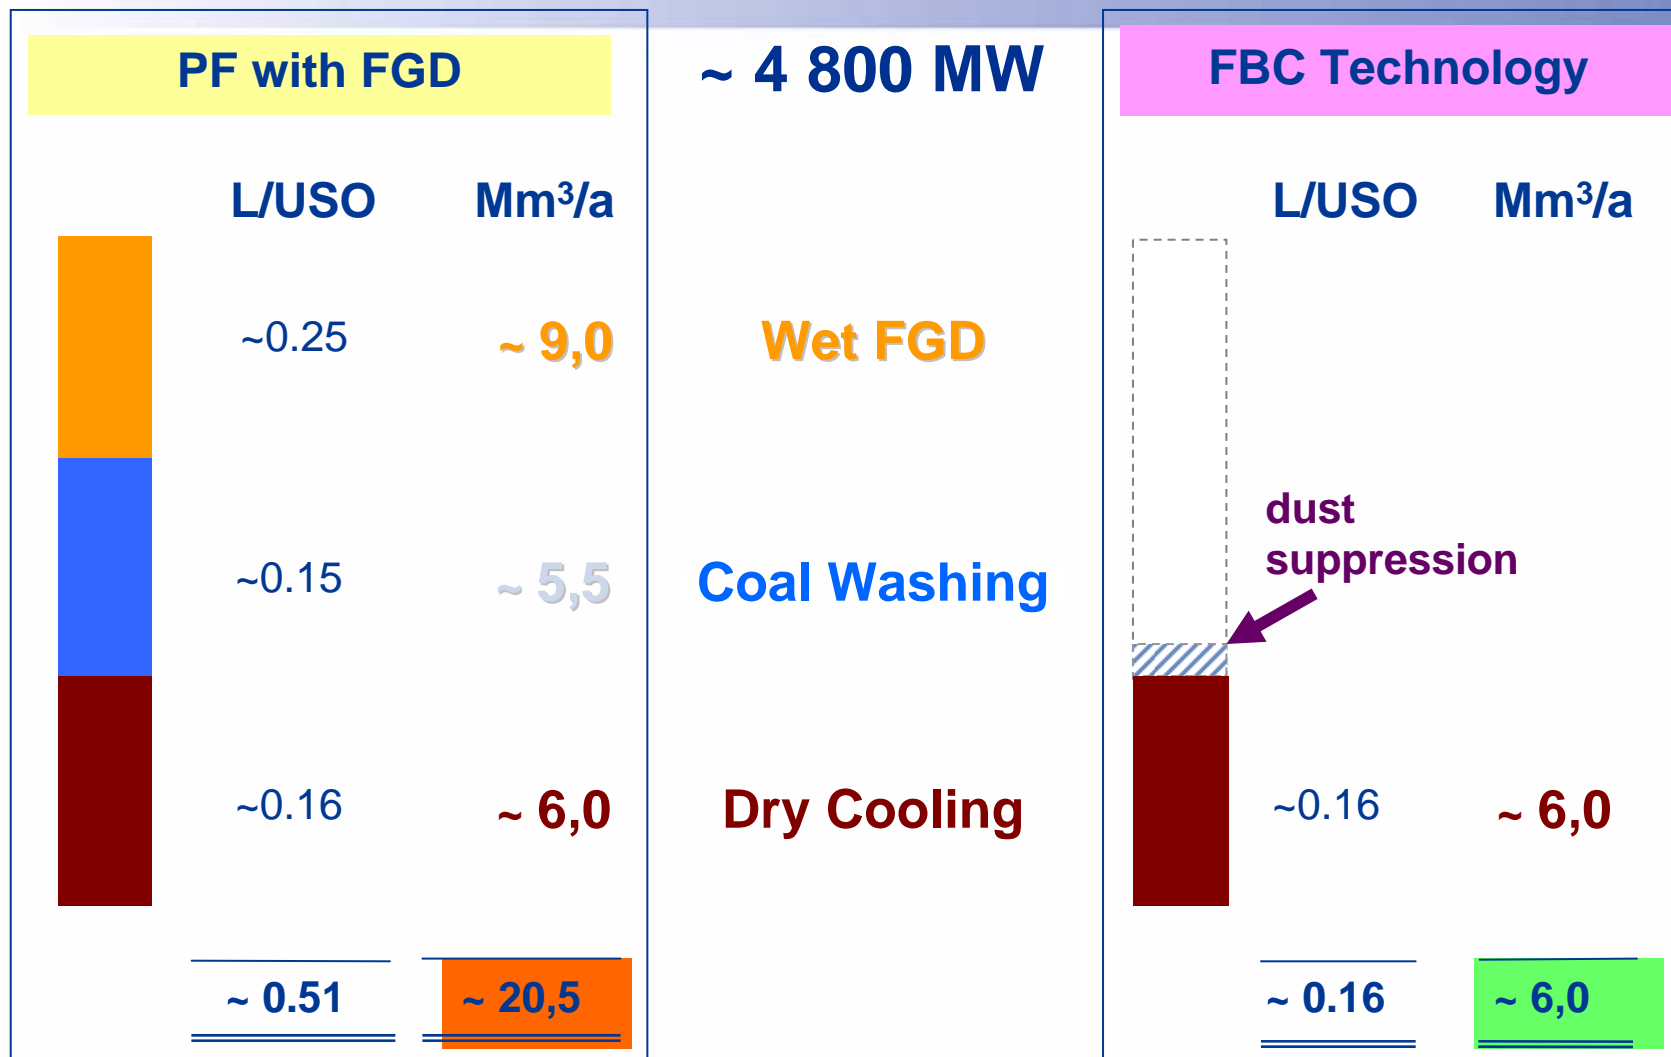 PF with FGD
~ 4 800 MW
FBC Technology
L/USO Mm³/a
L/USO Mm³/a
~0.25 ~ 9,0 Wet FGD
dust
suppression
~0.15 ~ 5,5 Coal Washing
~0.16 ~ 6,0 Dry Cooling ~0.16 ~ 6,0
~ 0.51 ~ 20,5 ~ 0.16 ~ 6,0